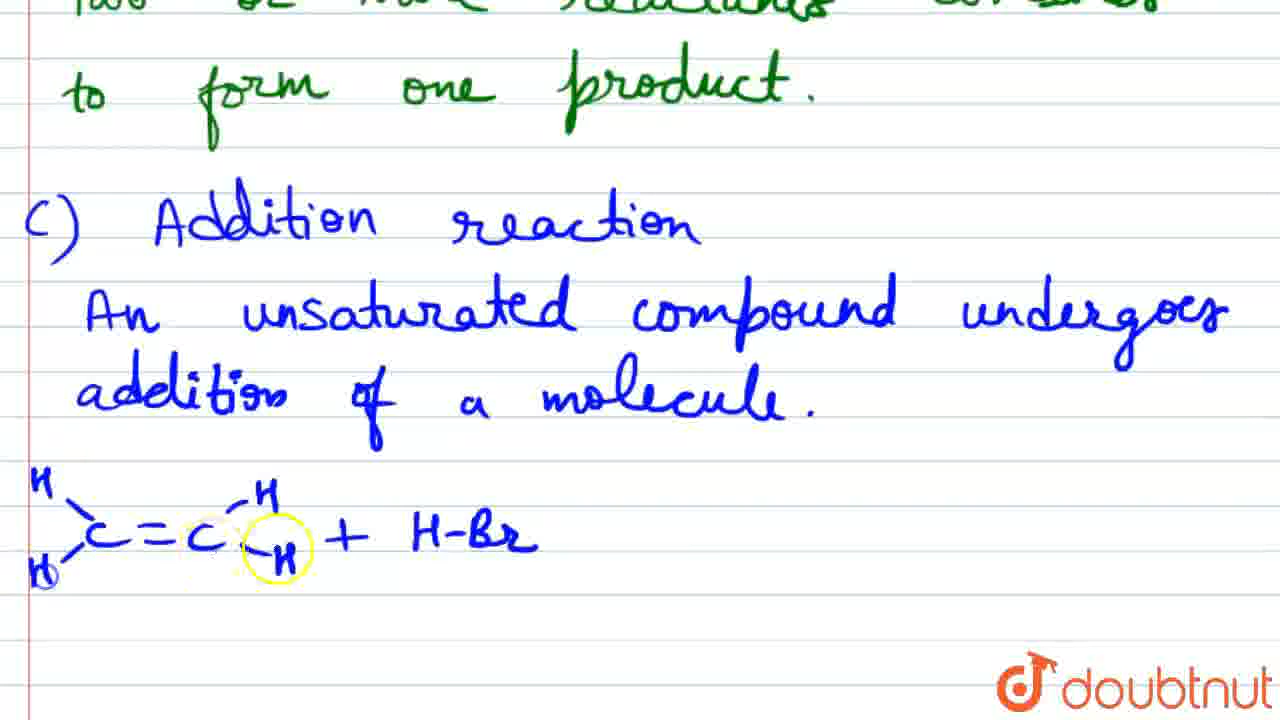 to form one product.
C) Addition reaction
An unsaturated compound undergoes
addition of a molecule.
H H
C = C + H-Br
H H
doubtnut